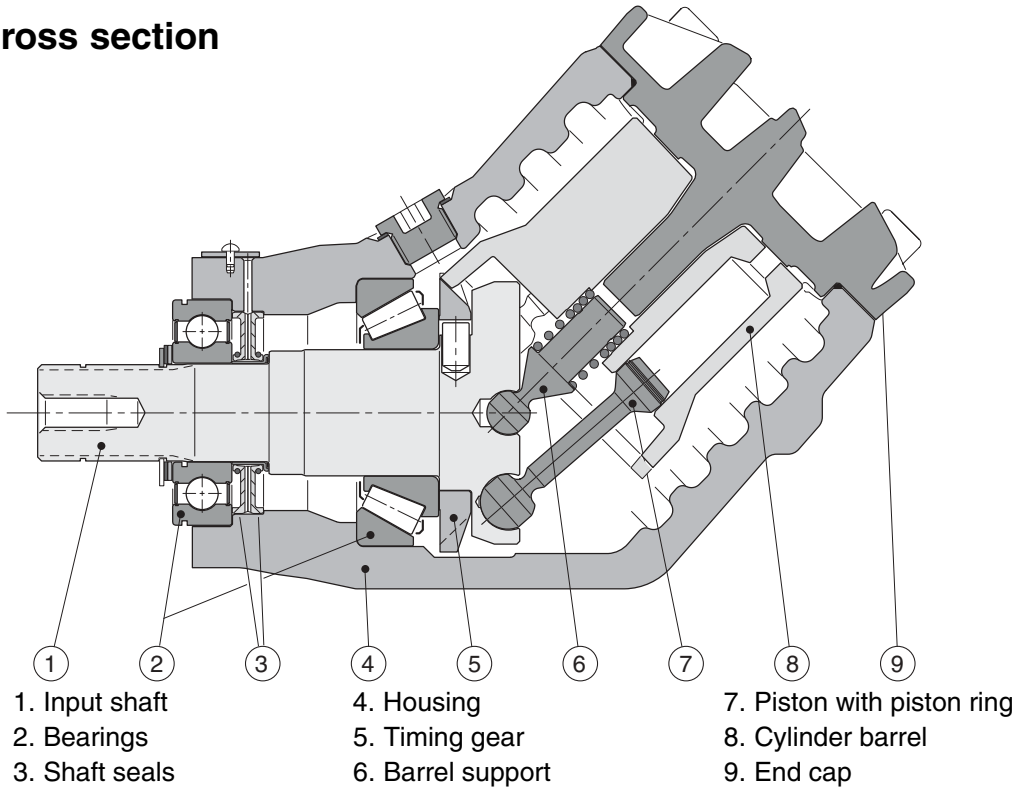 ross section
1 2 3 4 5 6 7 8 9
1. Input shaft
2. Bearings
3. Shaft seals
4. Housing
5. Timing gear
6. Barrel support
7. Piston with piston ring
8. Cylinder barrel
9. End cap